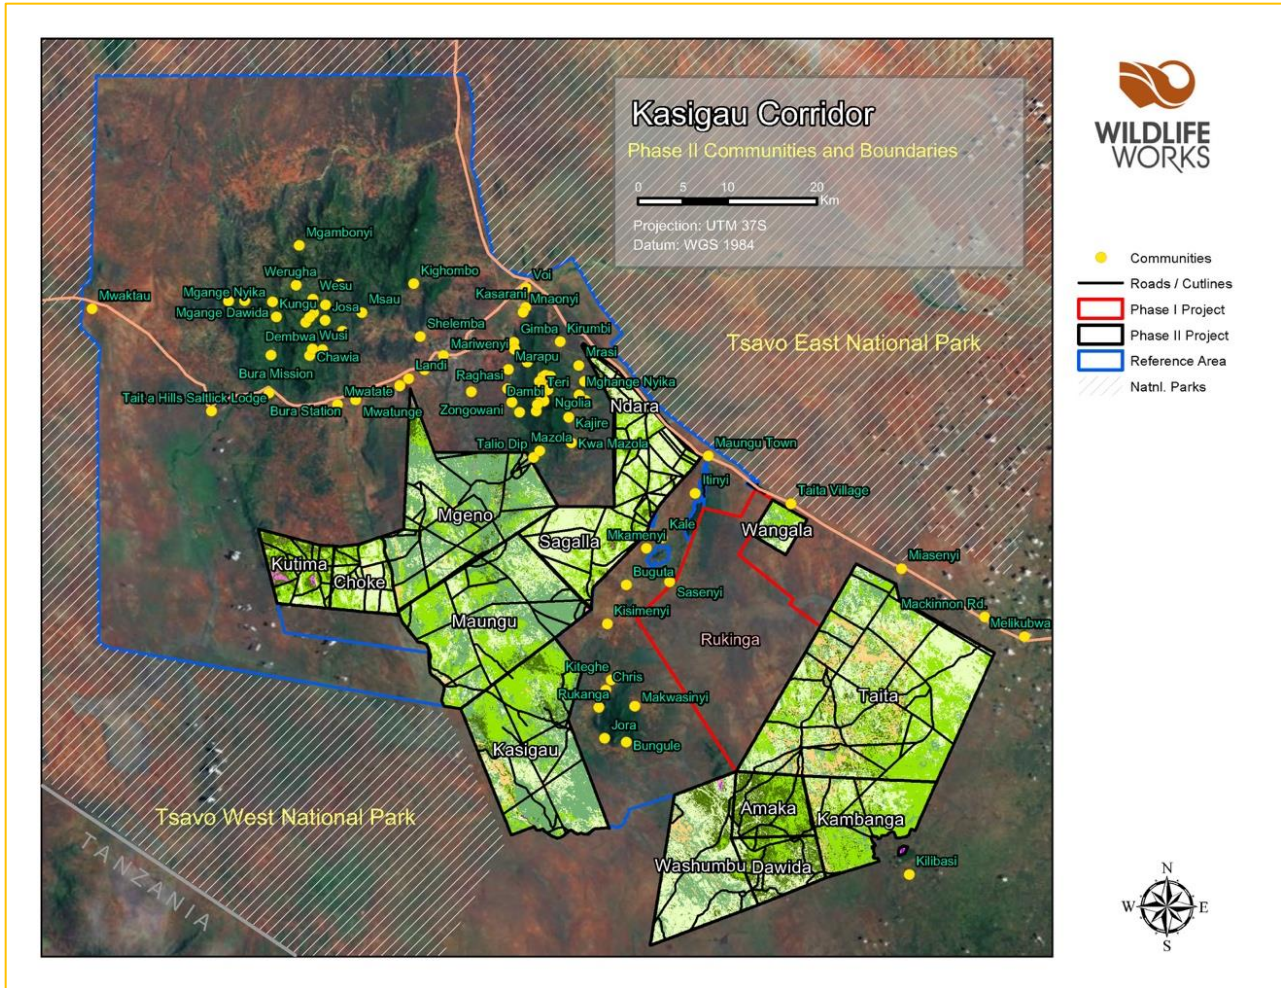 Kasigau Corridor
Phase II Communities and Boundaries
0 5 10 20
Km
Projection: UTM 37S
Datum: WGS 1984
WILDLIFE
WORKS
Communities
Roads / Cutlines
Phase I Project
Phase II Project
Reference Area
Natnl. Parks
Mgambonyi
Werugha
Wesu
Kighombo
Voi
Mwaktau
Mgange Nyika
Kungu
Josa
Msau
Kasarani
Mnaonyi
Mgange Dawida
Dembwa
Wusi
Shelemba
Gimba
Kirumbi
Tsavo East National Park
Chawia
Mariwenyi
Marapu
Mrasi
Bura Mission
Landi
Raghasi
Teri
Mghange Nyika
Tait a Hills Saltlick Lodge
Mwatate
Dambi
Ngolia
Ndara
Bura Station
Mwatunge
Zongowani
Kajire
Talio Dip
Mazola
Kwa Mazola
Maungu Town
Itinyi
Taita Village
Mgeno
Kale
Wangala
Sagalla
Mkamenyi
Miasenyi
Kutima
Choke
Buguta
Sasenyi
Mackinnon Rd.
Maungu
Kisimenyi
Melikubwa
Rukinga
Kiteghe
Chris
Rukanga
Makwasinyi
Taita
Jora
Kasigau
Bungule
Tsavo West National Park
Amaka
Kambanga
TANZANIA
Washumbu
Dawida
Kilibasi
N
W E
S